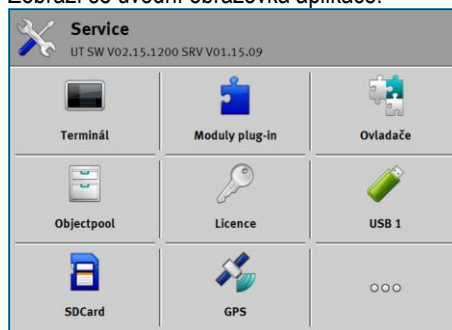 Zobrazí se úvodní obrazovka aplikace:
Service
UT SW V02.15.1200 SRV V01.15.09
Terminál
Moduly plug-in
Ovladače
Objectpool
Licence
USB 1
SDCard
GPS